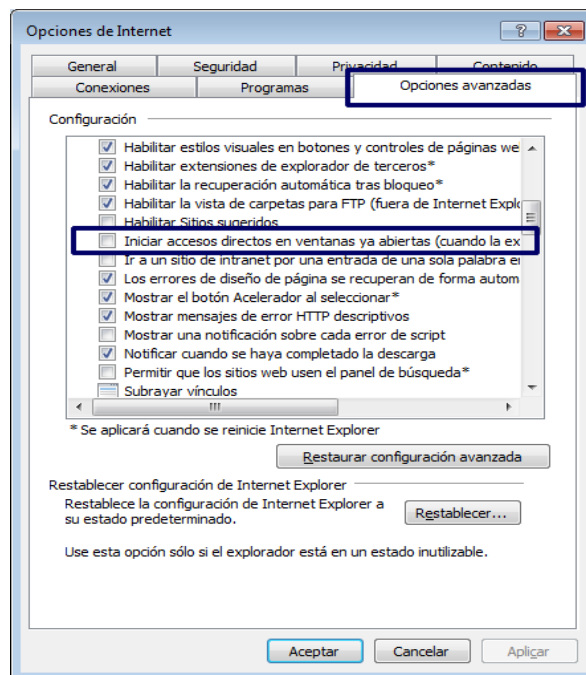 Opciones de Internet
General Seguridad Privacidad Contenido
Conexiones Programas Opciones avanzadas
Configuración
Habilitar estilos visuales en botones y controles de páginas we
Habilitar extensiones de explorador de terceros*
Habilitar la recuperación automática tras bloqueo*
Habilitar la vista de carpetas para FTP (fuera de Internet Explo
Habilitar Sitios sugeridos
Iniciar accesos directos en ventanas ya abiertas (cuando la ex
Ir a un sitio de intranet por una entrada de una sola palabra en
Los errores de diseño de página se recuperan de forma autom
Mostrar el botón Acelerador al seleccionar*
Mostrar mensajes de error HTTP descriptivos
Mostrar una notificación sobre cada error de script
Notificar cuando se haya completado la descarga
Permitir que los sitios web usen el panel de búsqueda*
Subrayar vínculos
* Se aplicará cuando se reinicie Internet Explorer
Restaurar configuración avanzada
Restablecer configuración de Internet Explorer
Restablece la configuración de Internet Explorer a
su estado predeterminado.
Restablecer...
Use esta opción sólo si el explorador está en un estado inutilizable.
Aceptar Cancelar Aplicar